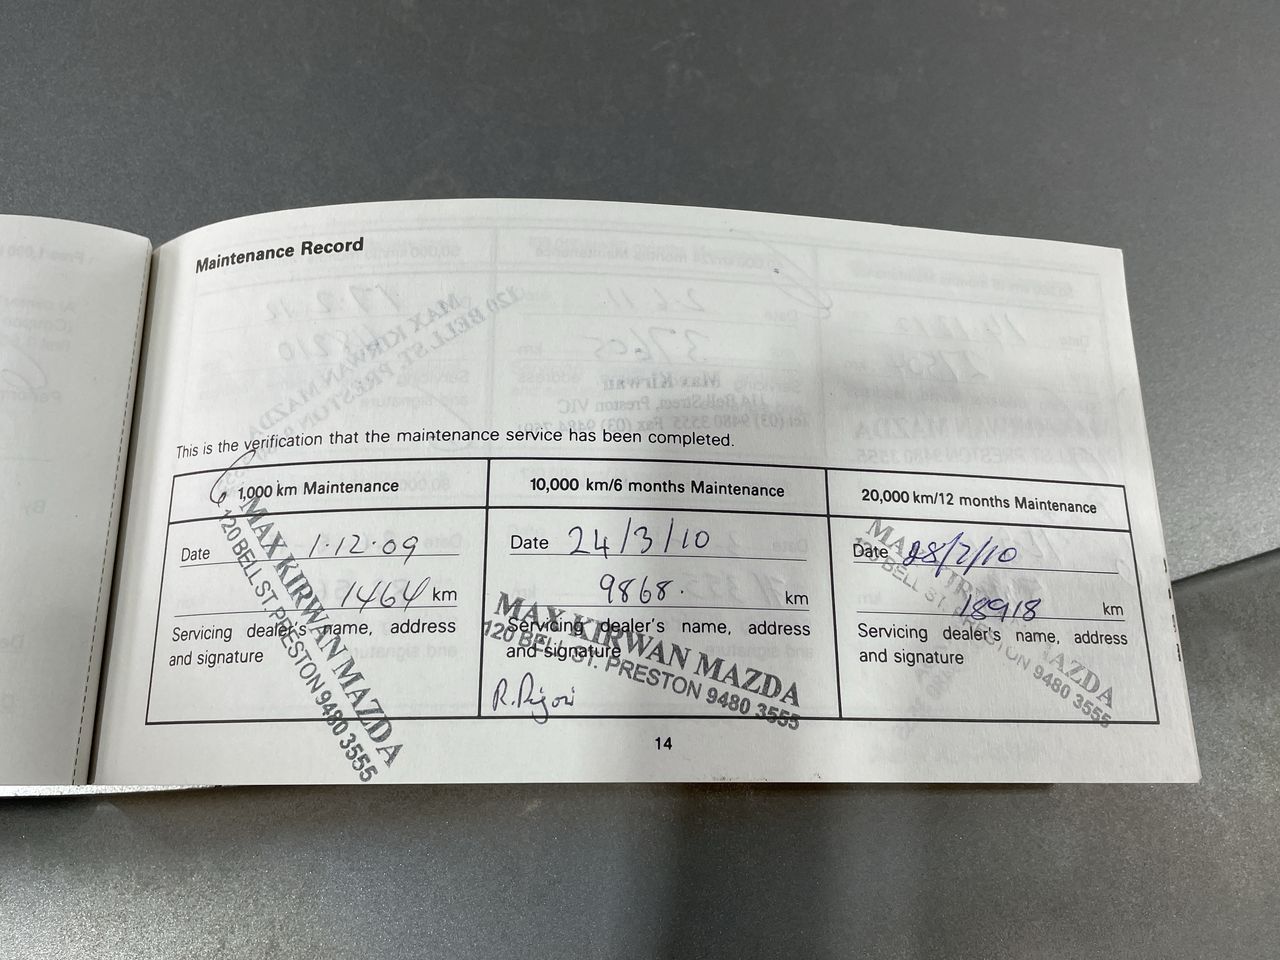 Maintenance Record
This is the verification that the maintenance service has been completed.
1,000 km Maintenance
Date 1.12.09
1464 km
Servicing dealer's name, address
and signature
MAX KIRWAN MAZDA
120 BELL ST. PRESTON 9480 3555
10,000 km/6 months Maintenance
Date 24/3/10
9868. km
Servicing dealer's name, address
and signature
MAX KIRWAN MAZDA
120 BELL ST. PRESTON 9480 3555
20,000 km/12 months Maintenance
Date 28/7/10
18918 km
Servicing dealer's name, address
and signature
MAZDA
BELL ST. PRESTON 9480 3555
14